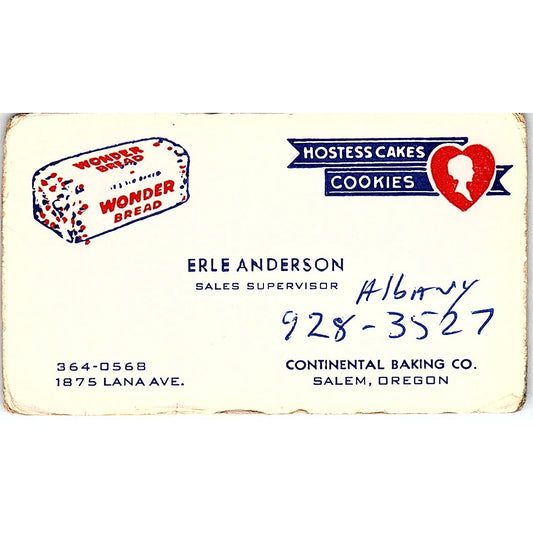 WONDER
BREAD
WONDER
BREAD
HOSTESS CAKES
COOKIES
ERLE ANDERSON
SALES SUPERVISOR
Albany
928-3527
364-0568
1875 LANA AVE.
CONTINENTAL BAKING CO.
SALEM, OREGON